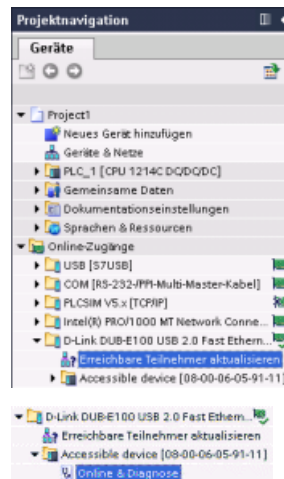 Projektnavigation
Geräte
Project1
Neues Gerät hinzufügen
Geräte & Netze
PLC_1 [CPU 1214C DC/DC/DC]
Gemeinsame Daten
Dokumentationseinstellungen
Sprachen & Ressourcen
Online-Zugänge
USB [S7USB]
COM [RS-232-/PPI-Multi-Master-Kabel]
PLCSIM V5.x [TCP/IP]
Intel(R) PRO/1000 MT Network Conne...
D-Link DUB-E100 USB 2.0 Fast Ethern...
Erreichbare Teilnehmer aktualisieren
Accessible device [08-00-06-05-91-11]
D-Link DUB-E100 USB 2.0 Fast Ethern...
Erreichbare Teilnehmer aktualisieren
Accessible device [08-00-06-05-91-11]
Online & Diagnose